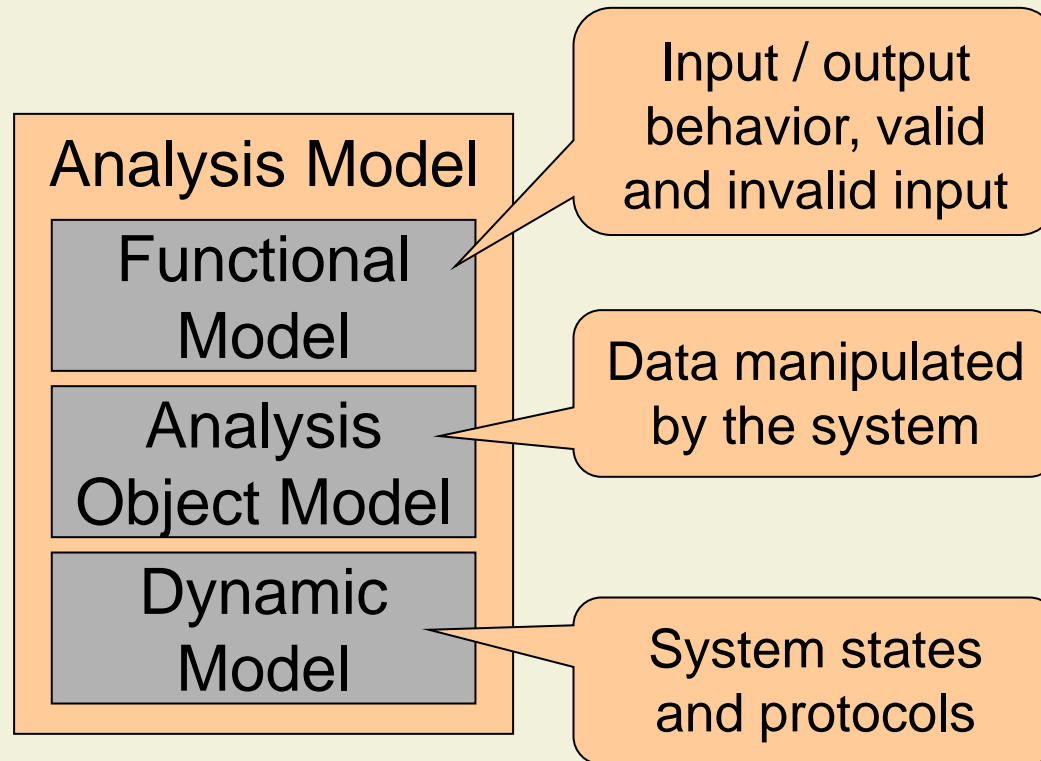 Analysis Model
Functional
Model
Analysis
Object Model
Dynamic
Model
Input / output
behavior, valid
and invalid input
Data manipulated
by the system
System states
and protocols